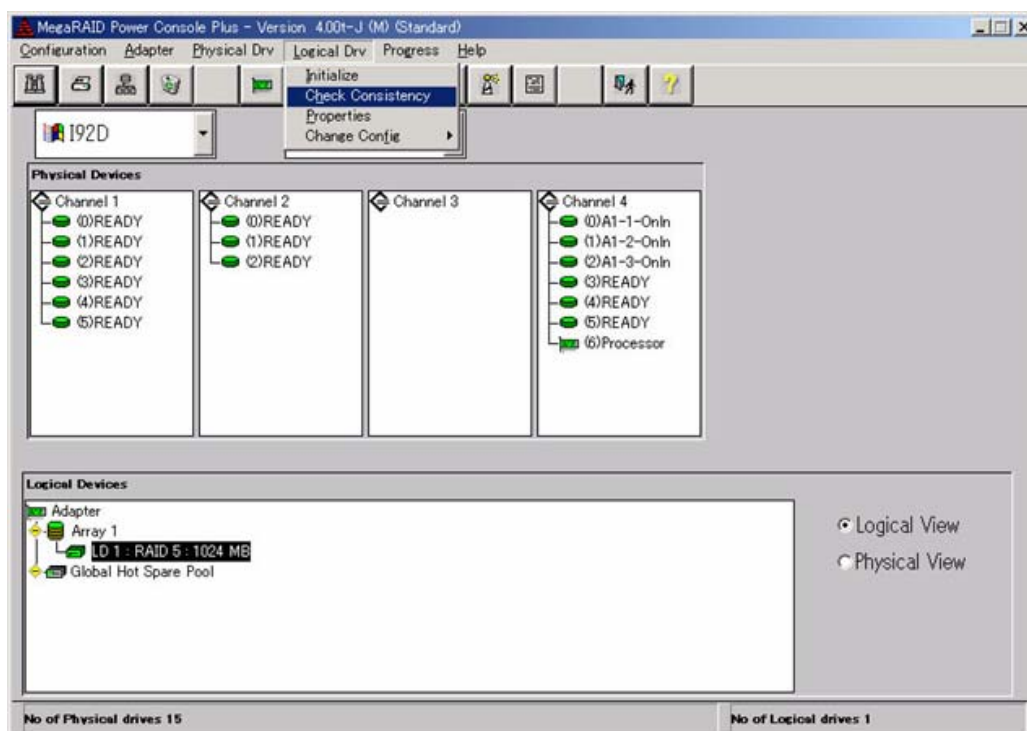 MegaRAID Power Console Plus - Version 4.00t-J (M) (Standard)
Configuration Adapter Physical Drv Logical Drv Progress Help
Initialize
Check Consistency
Properties
Change Config
I92D
Physical Devices
Channel 1
(0)READY
(1)READY
(2)READY
(3)READY
(4)READY
(5)READY
Channel 2
(0)READY
(1)READY
(2)READY
Channel 3
Channel 4
(0)A1-1-Onln
(1)A1-2-Onln
(2)A1-3-Onln
(3)READY
(4)READY
(5)READY
(6)Processor
Logical Devices
Adapter
Array 1
LD 1 : RAID 5 : 1024 MB
Global Hot Spare Pool
Logical View
Physical View
No of Physical drives 15
No of Logical drives 1